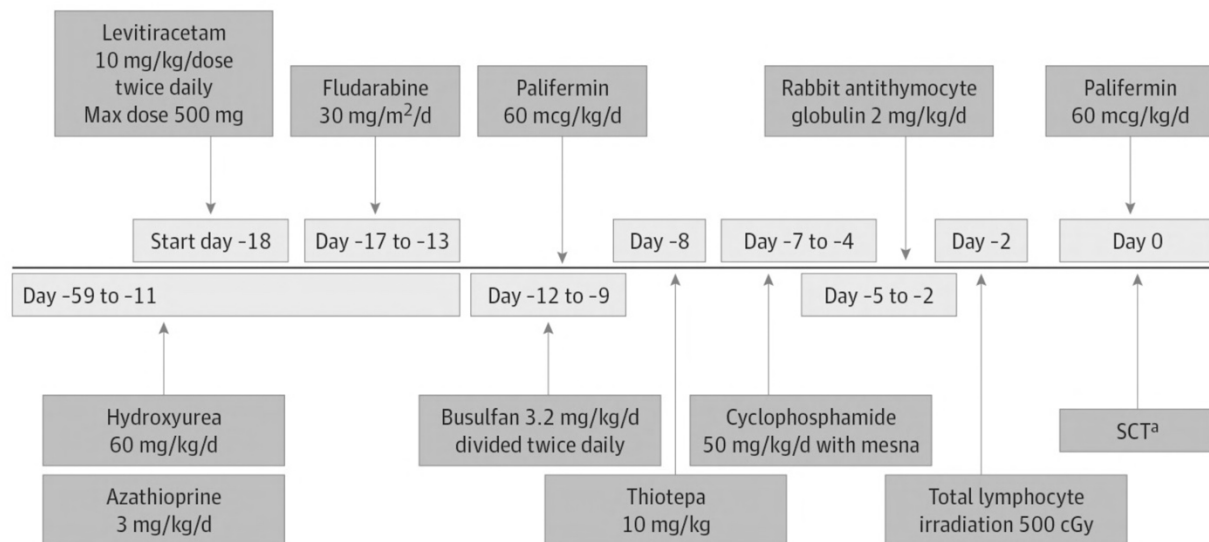 Levitiracetam
10 mg/kg/dose
twice daily
Max dose 500 mg
Fludarabine
30 mg/m²/d
Palifermin
60 mcg/kg/d
Rabbit antithymocyte
globulin 2 mg/kg/d
Palifermin
60 mcg/kg/d
Start day -18
Day -17 to -13
Day -8
Day -7 to -4
Day -2
Day 0
Day -59 to -11
Day -12 to -9
Day -5 to -2
Hydroxyurea
60 mg/kg/d
Azathioprine
3 mg/kg/d
Busulfan 3.2 mg/kg/d
divided twice daily
Thiotepa
10 mg/kg
Cyclophosphamide
50 mg/kg/d with mesna
Total lymphocyte
irradiation 500 cGy
SCTᵃ